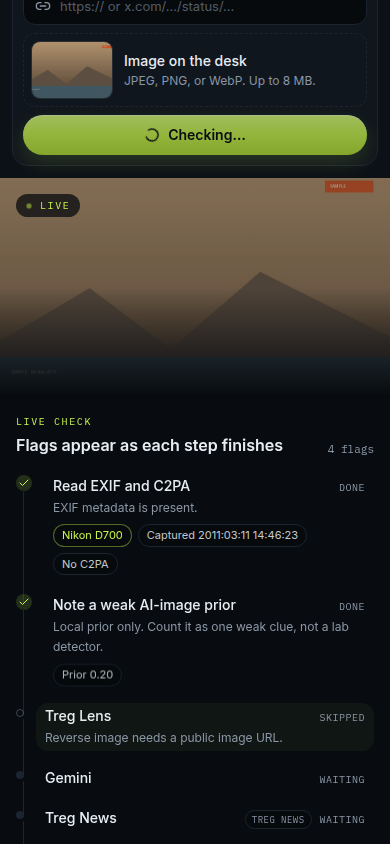 https:// or x.com/.../status/...
Image on the desk
JPEG, PNG, or WebP. Up to 8 MB.
Checking...
SAMPLE
LIVE
LIVE CHECK
Flags appear as each step finishes
4 flags
Read EXIF and C2PA
DONE
EXIF metadata is present.
Nikon D700
Captured 2011:03:11 14:46:23
No C2PA
Note a weak AI-image prior
DONE
Local prior only. Count it as one weak clue, not a lab
detector.
Prior 0.20
Treg Lens
SKIPPED
Reverse image needs a public image URL.
Gemini
WAITING
Treg News
TREG NEWS
WAITING